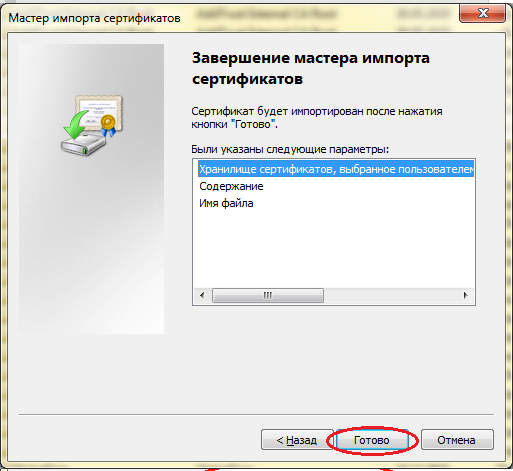 Мастер импорта сертификатов
Завершение мастера импорта
сертификатов
Сертификат будет импортирован после нажатия
кнопки "Готово".
Были указаны следующие параметры:
Хранилище сертификатов, выбранное пользователем
Содержание
Имя файла
< Назад
Готово
Отмена